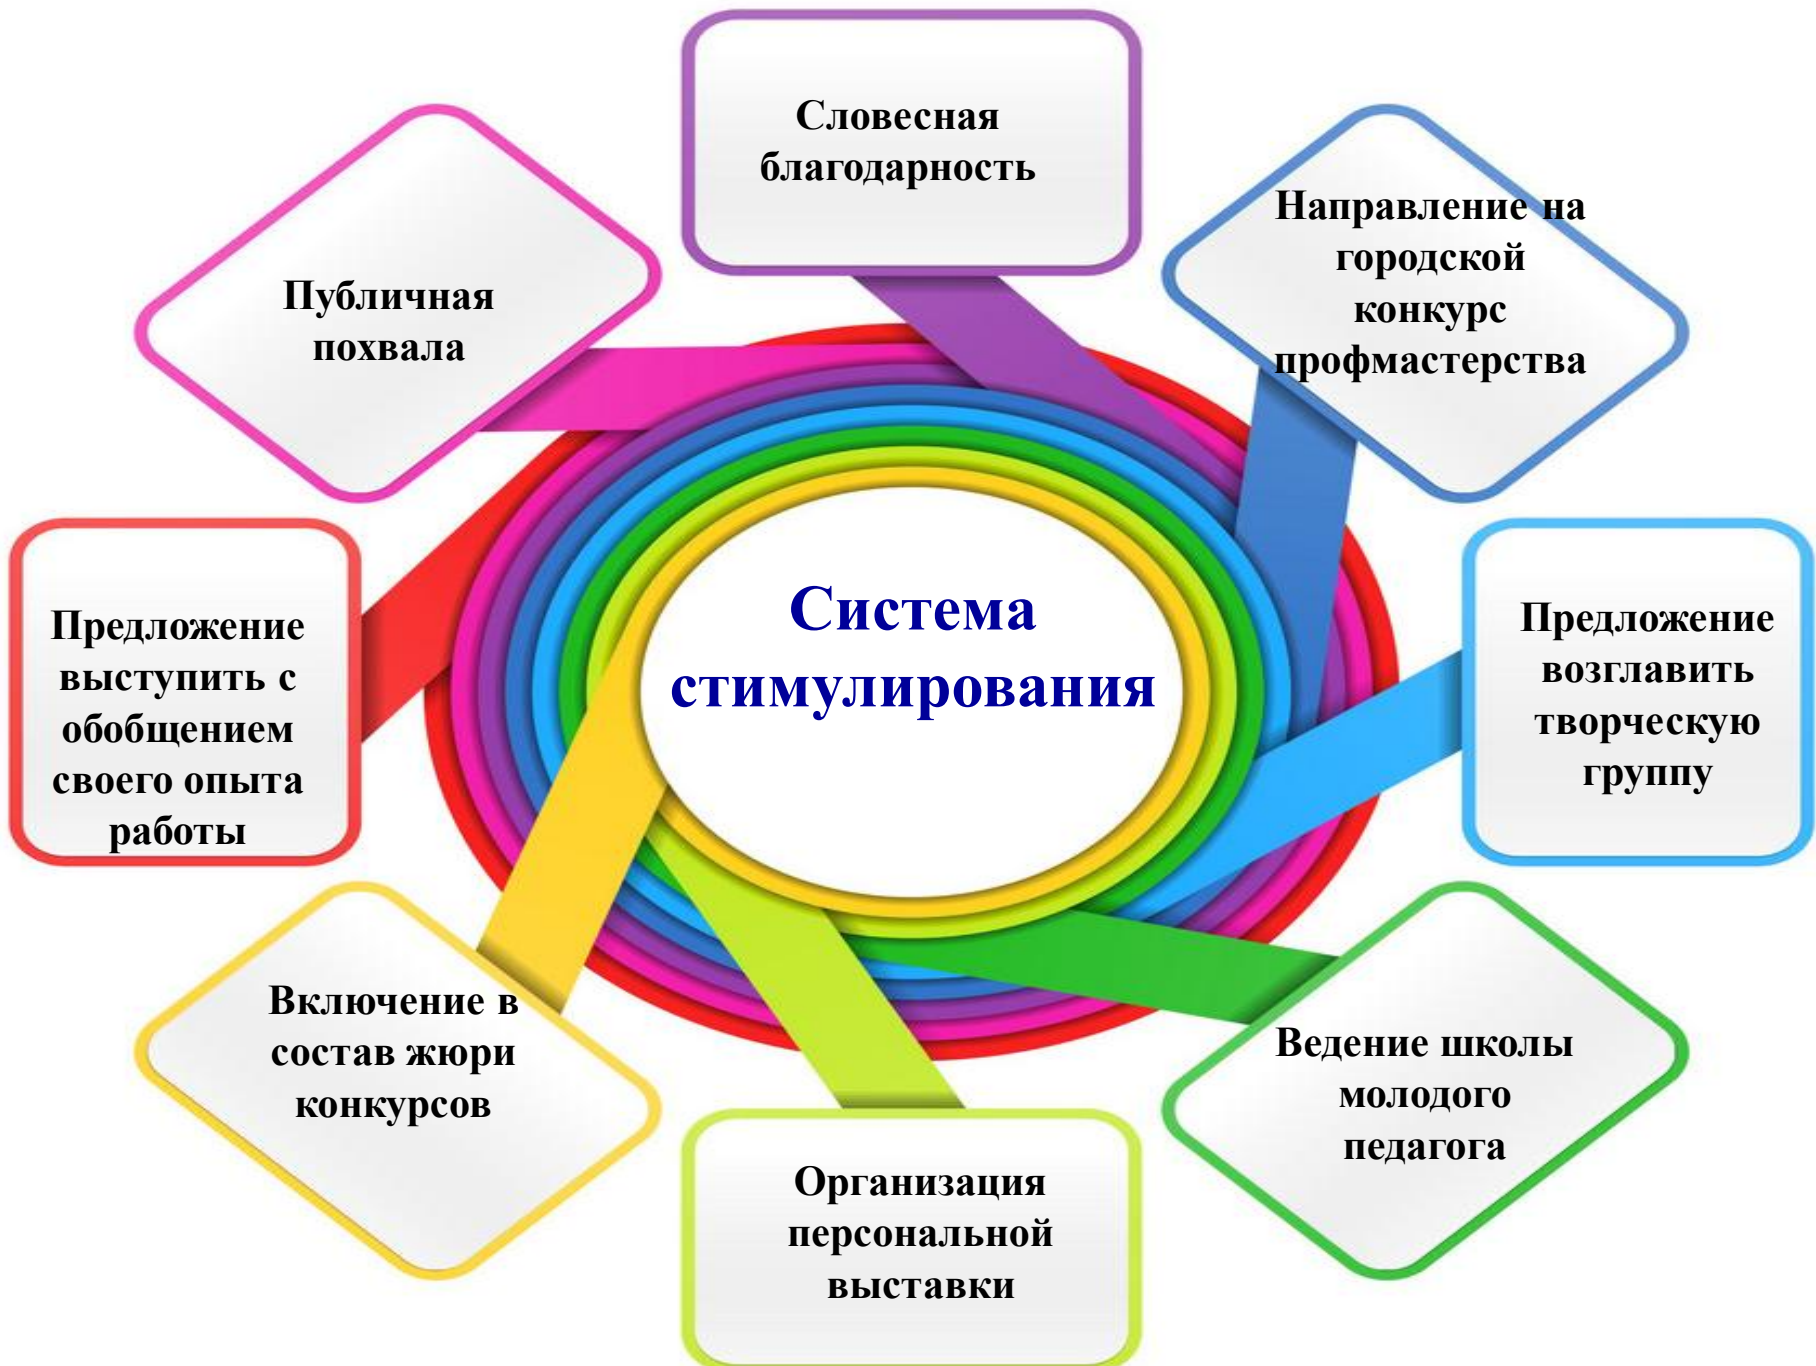 Словесная
благодарность
Направление на
городской
конкурс
профмастерства
Публичная
похвала
Система
стимулирования
Предложение
выступить с
обобщением
своего опыта
работы
Предложение
возглавить
творческую
группу
Включение в
состав жюри
конкурсов
Ведение школы
молодого
педагога
Организация
персональной
выставки